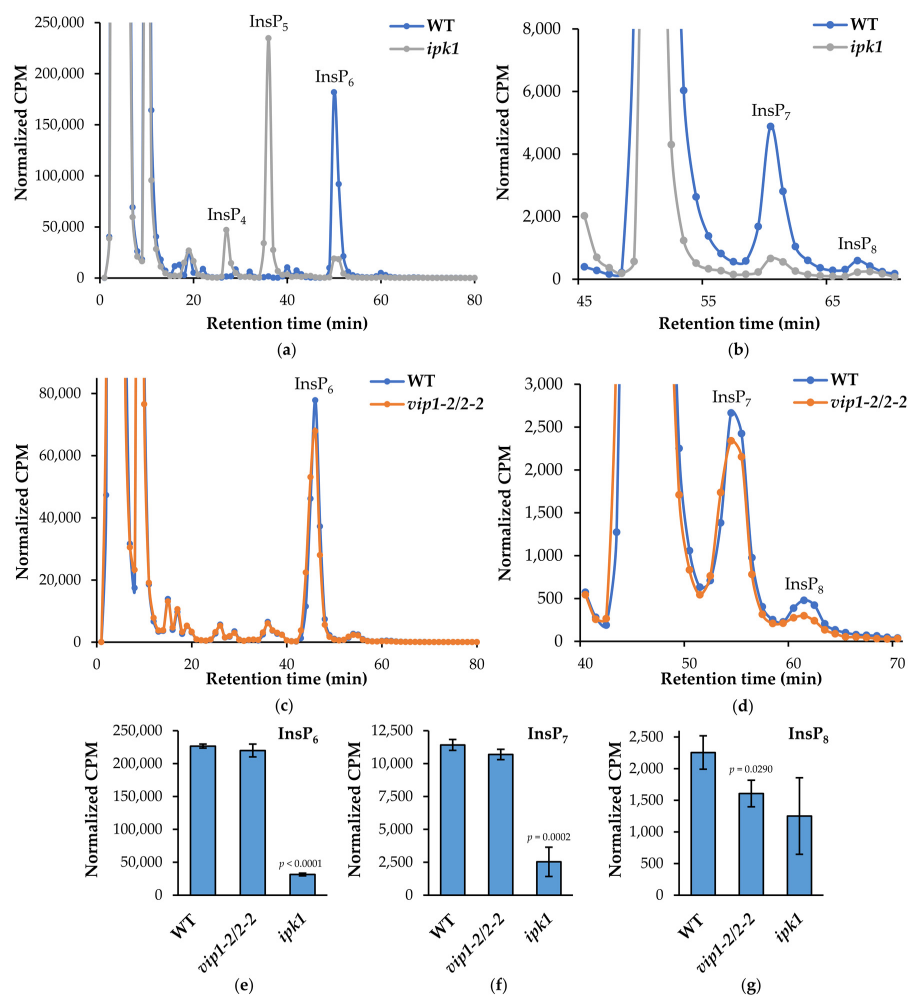 250,000
200,000
150,000
100,000
50,000
0
Normalized CPM
InsP₅
InsP₆
InsP₄
WT
ipk1
0 20 40 60 80
Retention time (min)
(a)
8,000
6,000
4,000
2,000
0
Normalized CPM
WT
ipk1
InsP₇
InsP₈
45 55 65
Retention time (min)
(b)
80,000
60,000
40,000
20,000
0
Normalized CPM
InsP₆
WT
vip1-2/2-2
0 20 40 60 80
Retention time (min)
(c)
3,000
2,500
2,000
1,500
1,000
500
0
Normalized CPM
InsP₇
InsP₈
WT
vip1-2/2-2
40 50 60 70
Retention time (min)
(d)
250,000
200,000
150,000
100,000
50,000
0
Normalized CPM
InsP₆
p < 0.0001
WT
vip1-2/2-2
ipk1
(e)
12,500
10,000
7,500
5,000
2,500
0
Normalized CPM
InsP₇
p = 0.0002
WT
vip1-2/2-2
ipk1
(f)
2,500
2,000
1,500
1,000
500
0
Normalized CPM
InsP₈
p = 0.0290
WT
vip1-2/2-2
ipk1
(g)